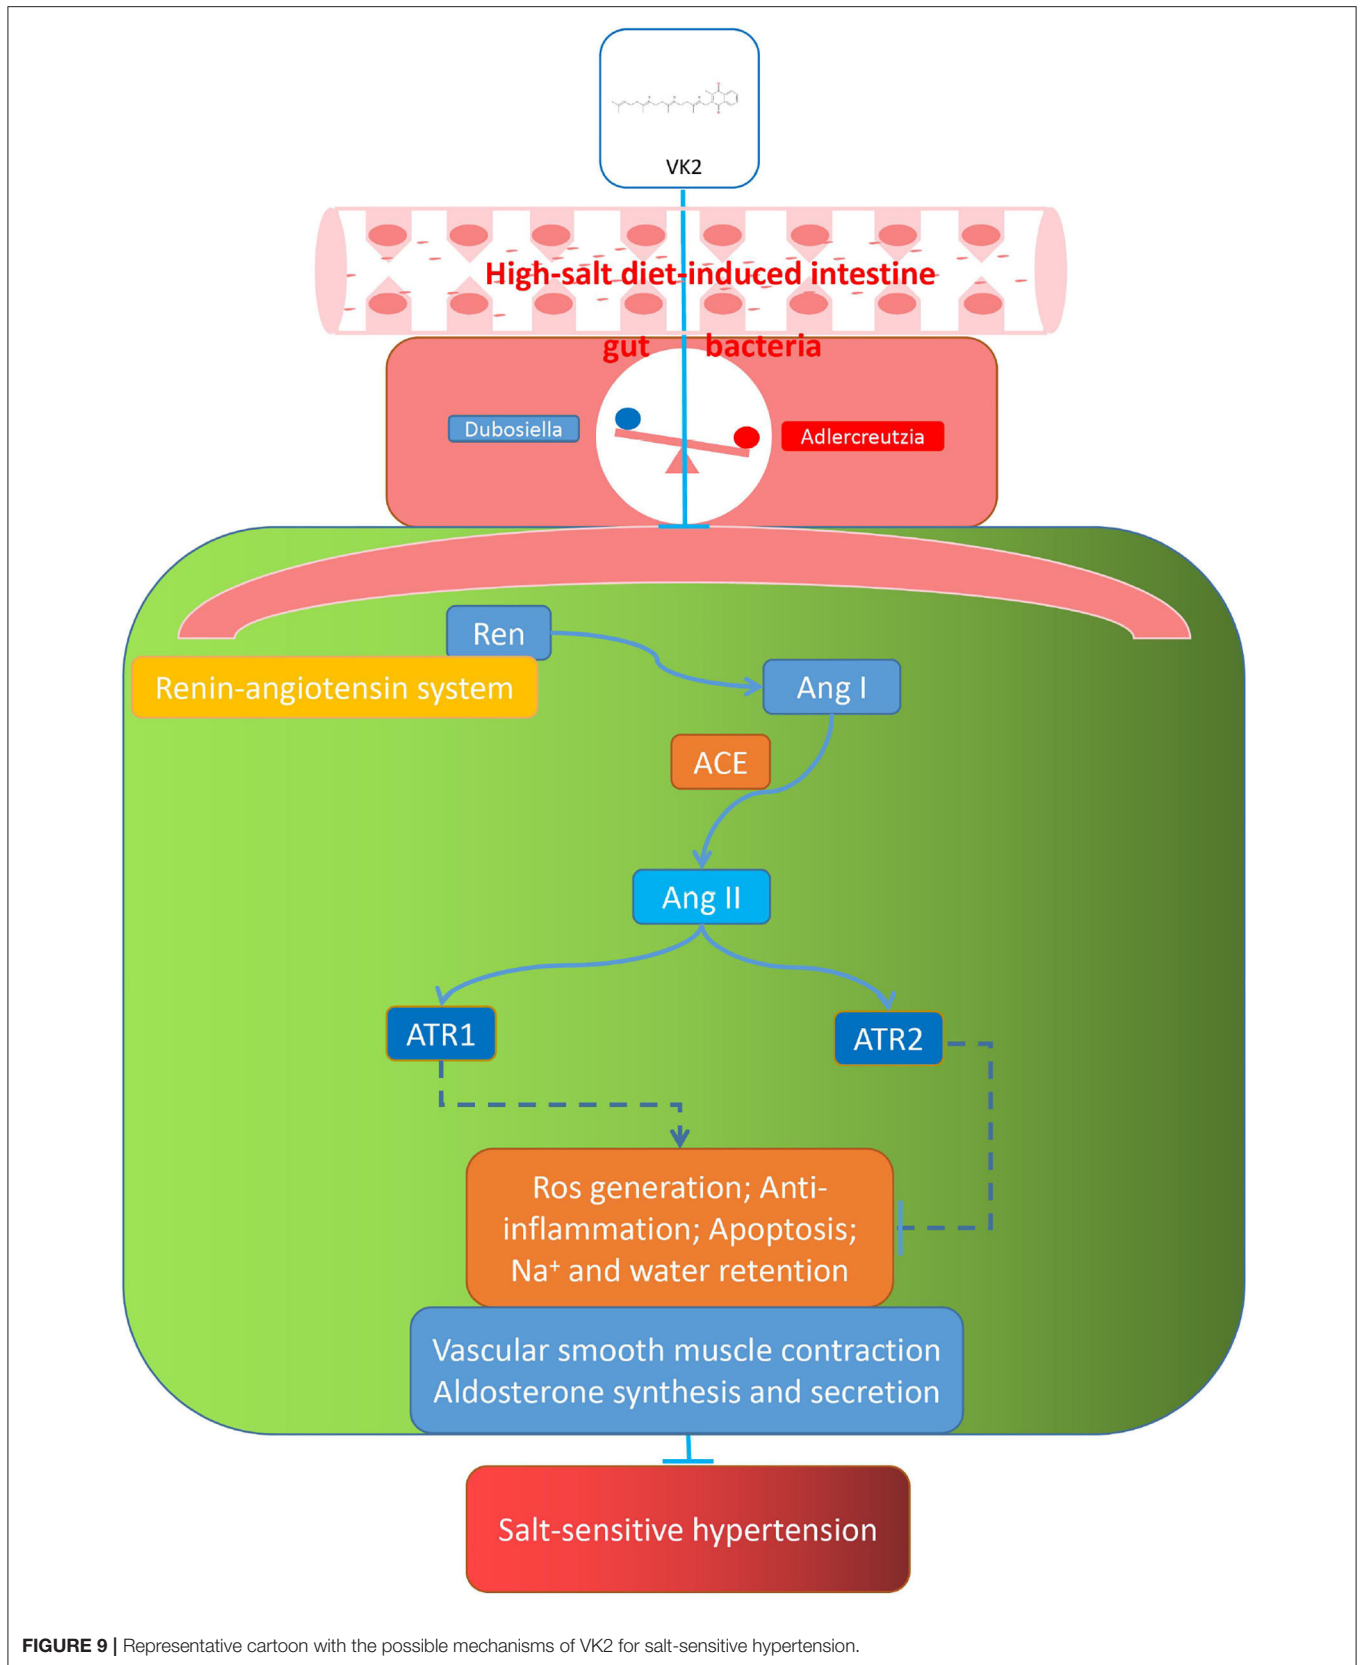 VK2
High-salt diet-induced intestine
gut bacteria
Dubosiella
Adlercreutzia
Ren
Renin-angiotensin system
Ang I
ACE
Ang II
ATR1
ATR2
Ros generation; Anti-
inflammation; Apoptosis;
Na⁺ and water retention
Vascular smooth muscle contraction
Aldosterone synthesis and secretion
Salt-sensitive hypertension
FIGURE 9 | Representative cartoon with the possible mechanisms of VK2 for salt-sensitive hypertension.